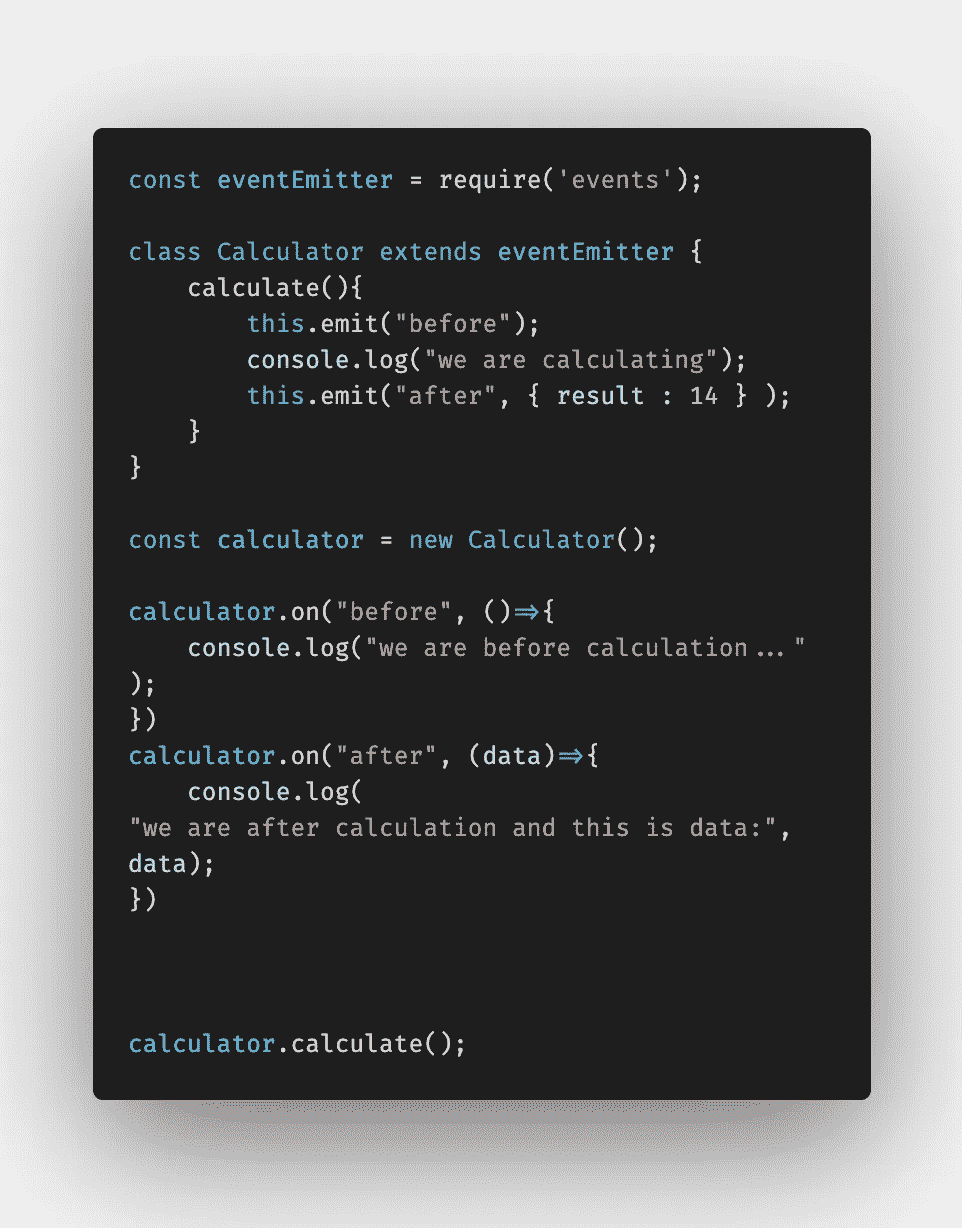 const eventEmitter = require('events');
class Calculator extends eventEmitter {
calculate(){
this.emit("before");
console.log("we are calculating");
this.emit("after", { result : 14 } );
}
}
const calculator = new Calculator();
calculator.on("before", ()=>{
console.log("we are before calculation..."
);
})
calculator.on("after", (data)=>{
console.log(
"we are after calculation and this is data:",
data);
})
calculator.calculate();